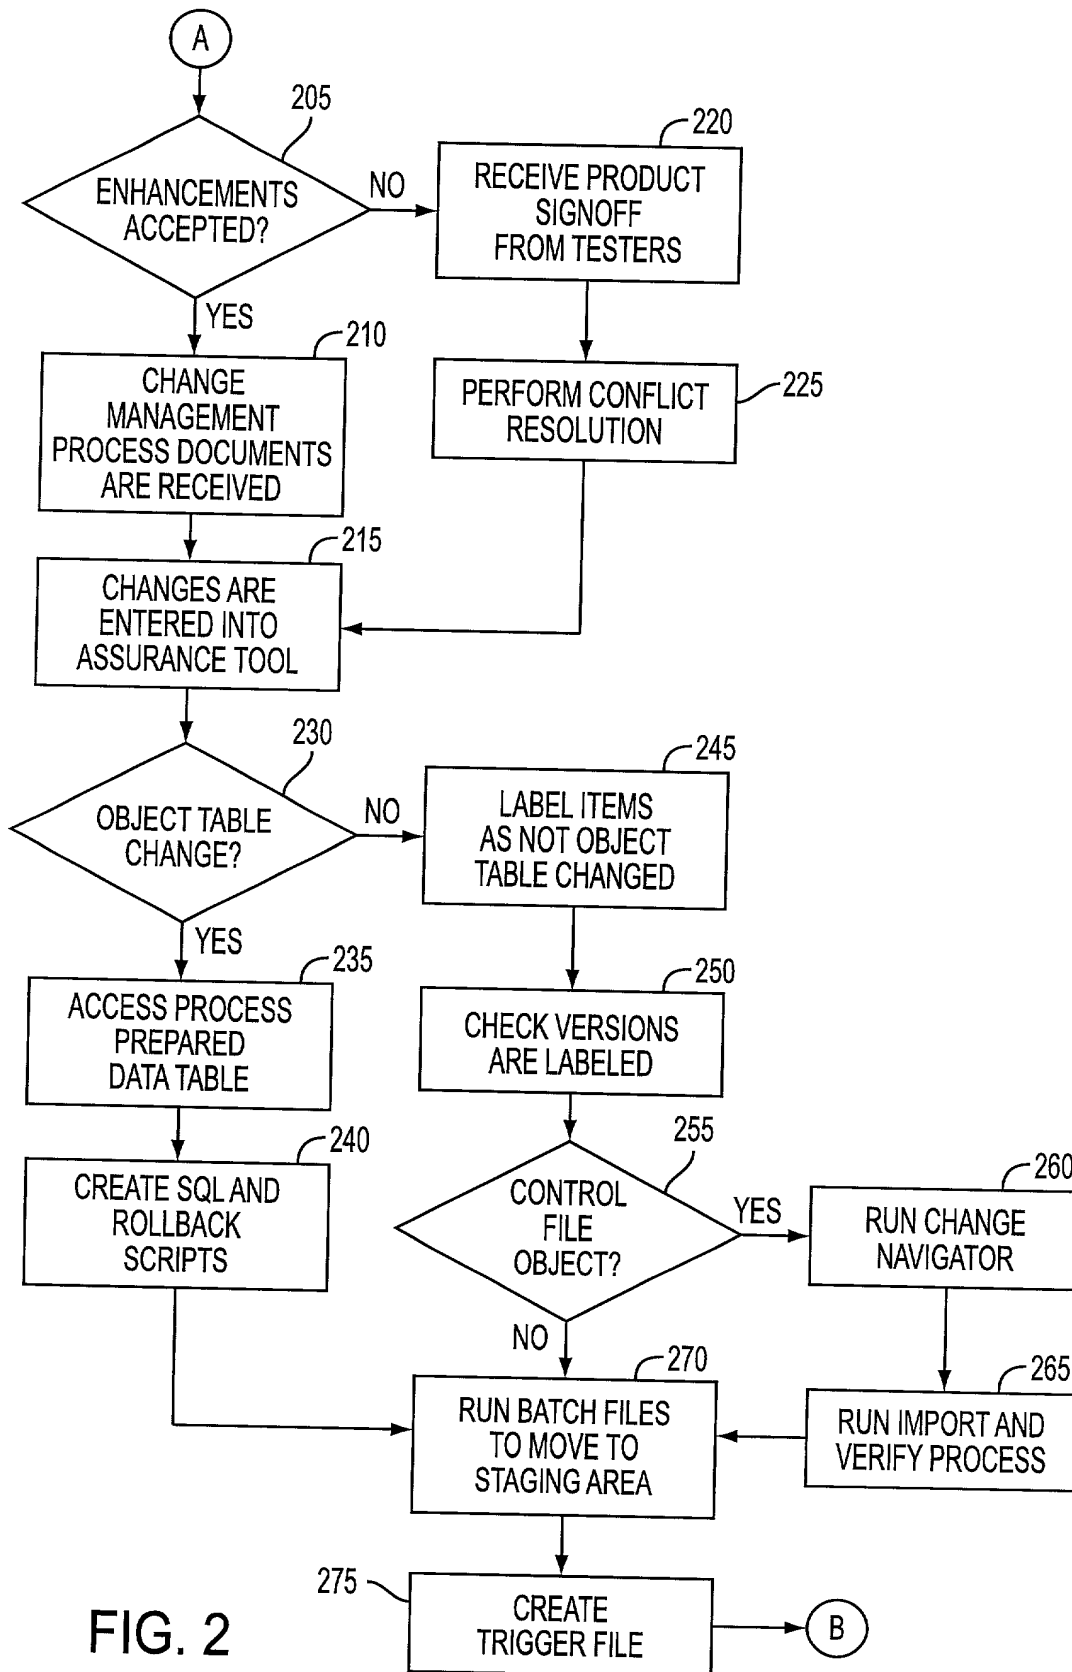 A
205
ENHANCEMENTS
ACCEPTED?
NO
YES
220
RECEIVE PRODUCT
SIGNOFF
FROM TESTERS
210
CHANGE
MANAGEMENT
PROCESS DOCUMENTS
ARE RECEIVED
225
PERFORM CONFLICT
RESOLUTION
215
CHANGES ARE
ENTERED INTO
ASSURANCE TOOL
230
OBJECT TABLE
CHANGE?
NO
YES
245
LABEL ITEMS
AS NOT OBJECT
TABLE CHANGED
235
ACCESS PROCESS
PREPARED
DATA TABLE
250
CHECK VERSIONS
ARE LABELED
240
CREATE SQL AND
ROLLBACK
SCRIPTS
255
CONTROL
FILE
OBJECT?
YES
NO
260
RUN CHANGE
NAVIGATOR
265
RUN IMPORT AND
VERIFY PROCESS
270
RUN BATCH FILES
TO MOVE TO
STAGING AREA
275
CREATE
TRIGGER FILE
B
FIG. 2